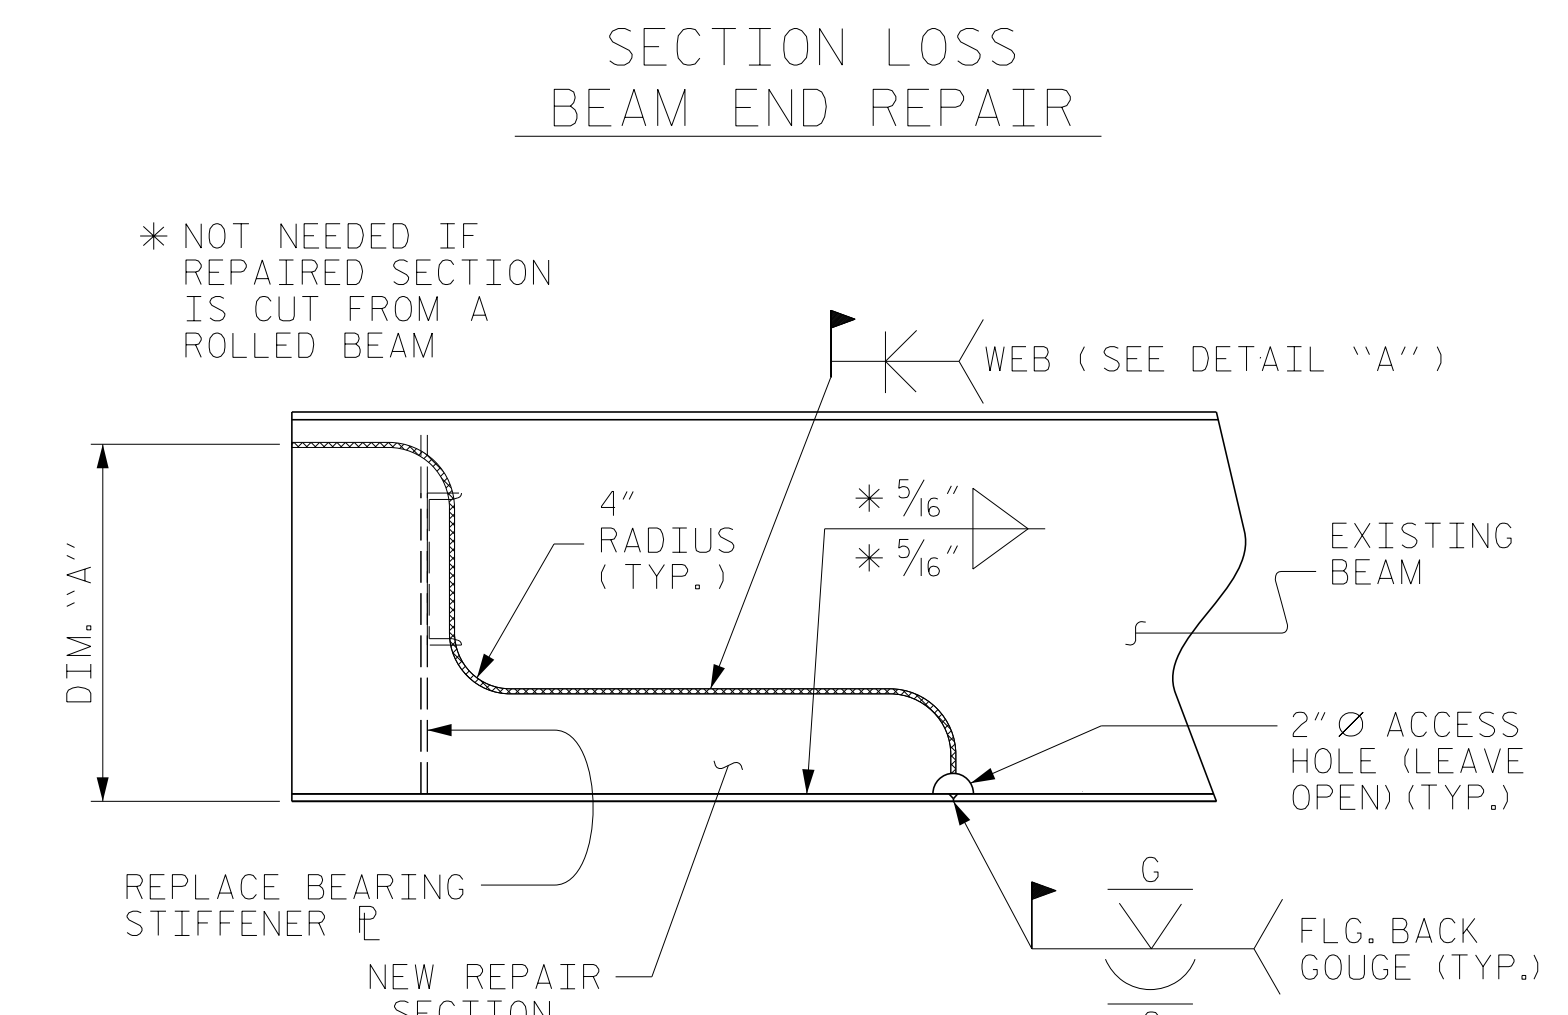 SECTION LOSS
BEAM END REPAIR
* NOT NEEDED IF
REPAIRED SECTION
IS CUT FROM A
ROLLED BEAM
WEB (SEE DETAIL "A")
4"
RADIUS
(TYP.)
* 5/16"
* 5/16"
EXISTING
BEAM
DIM. "A"
2" Ø ACCESS
HOLE (LEAVE
OPEN) (TYP.)
REPLACE BEARING
STIFFENER ⅊
NEW REPAIR
SECTION
G
FLG. BACK
GOUGE (TYP.)